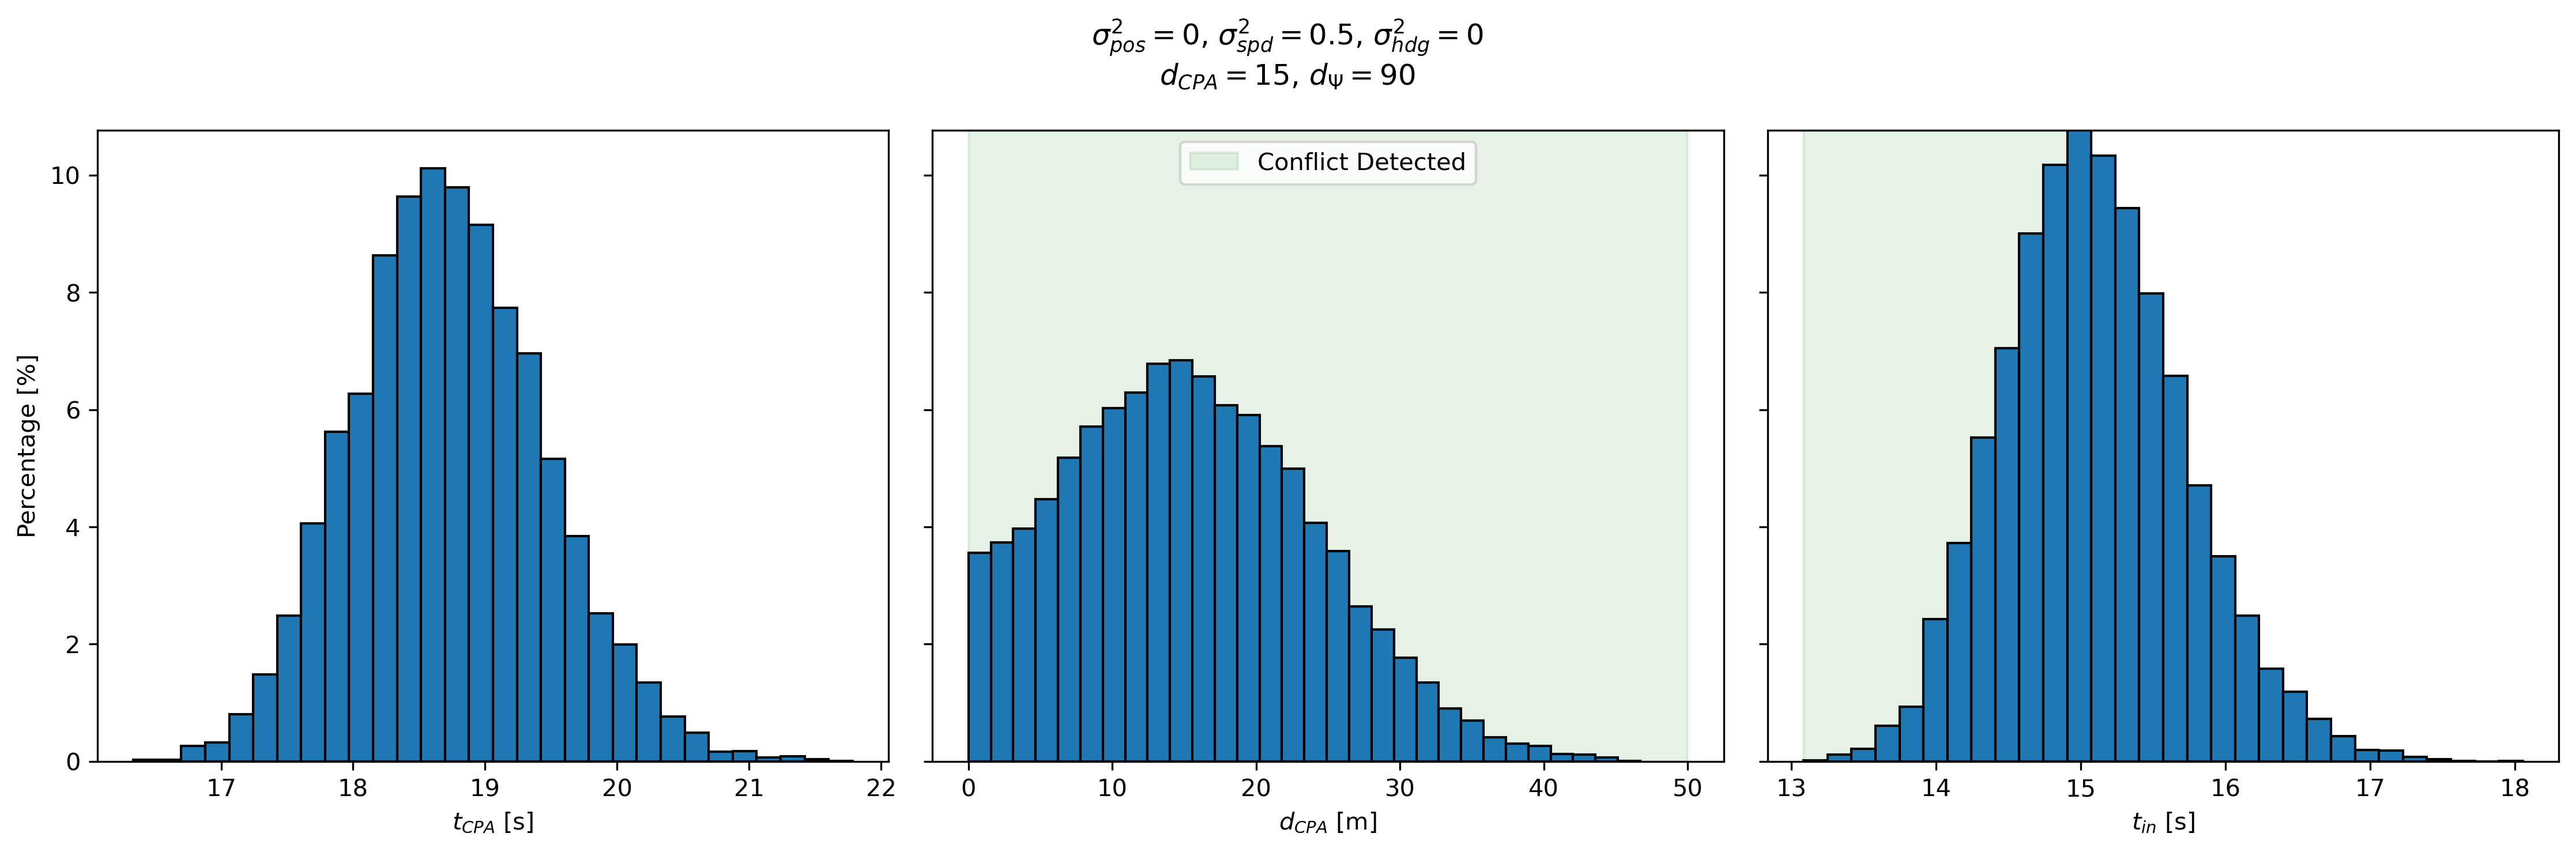 σ²pos = 0, σ²spd = 0.5, σ²hdg = 0
dCPA = 15, dΨ = 90
Percentage [%]
10
8
6
4
2
0
17 18 19 20 21 22
tCPA [s]
Conflict Detected
0 10 20 30 40 50
dCPA [m]
13 14 15 16 17 18
tin [s]